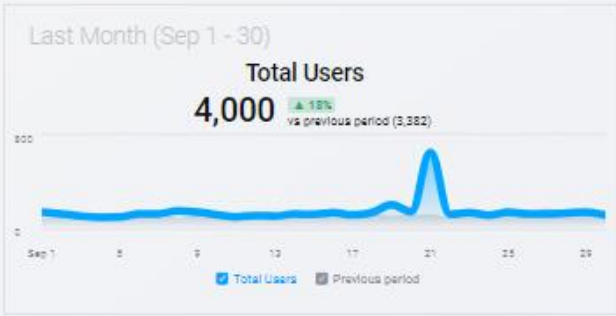 Last Month (Sep 1 - 30)
Total Users
4,000
▲ 18%
vs previous period (3,382)
0
Sep 1 5 9 13 17 21 25 29
Total Users Previous period